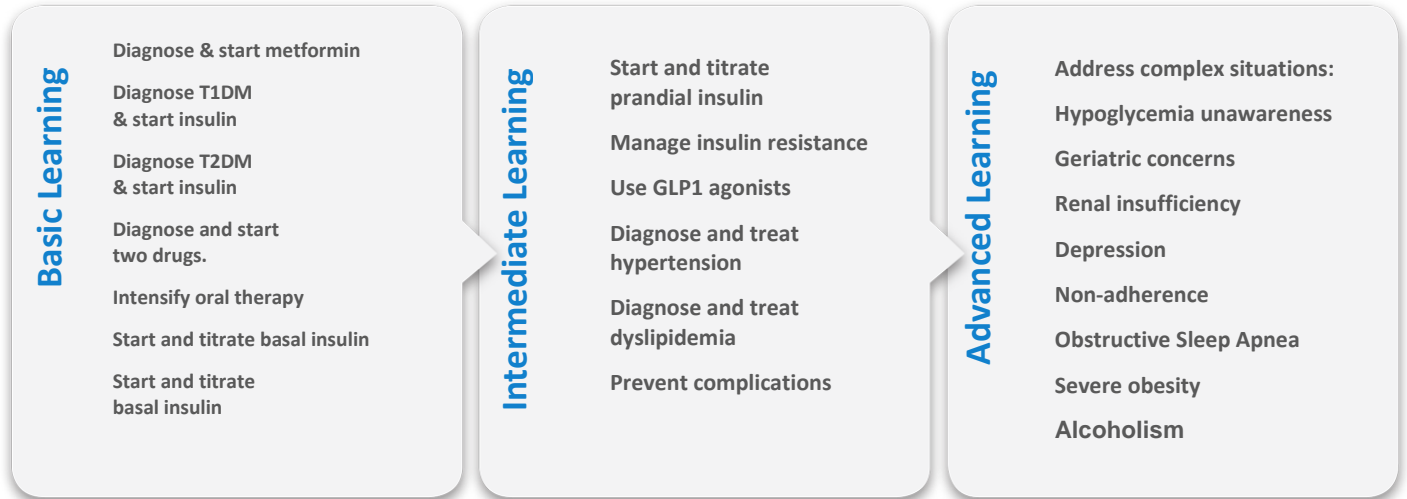 Basic Learning
Diagnose & start metformin
Diagnose T1DM
& start insulin
Diagnose T2DM
& start insulin
Diagnose and start
two drugs.
Intensify oral therapy
Start and titrate basal insulin
Start and titrate
basal insulin
Intermediate Learning
Start and titrate
prandial insulin
Manage insulin resistance
Use GLP1 agonists
Diagnose and treat
hypertension
Diagnose and treat
dyslipidemia
Prevent complications
Advanced Learning
Address complex situations:
Hypoglycemia unawareness
Geriatric concerns
Renal insufficiency
Depression
Non-adherence
Obstructive Sleep Apnea
Severe obesity
Alcoholism